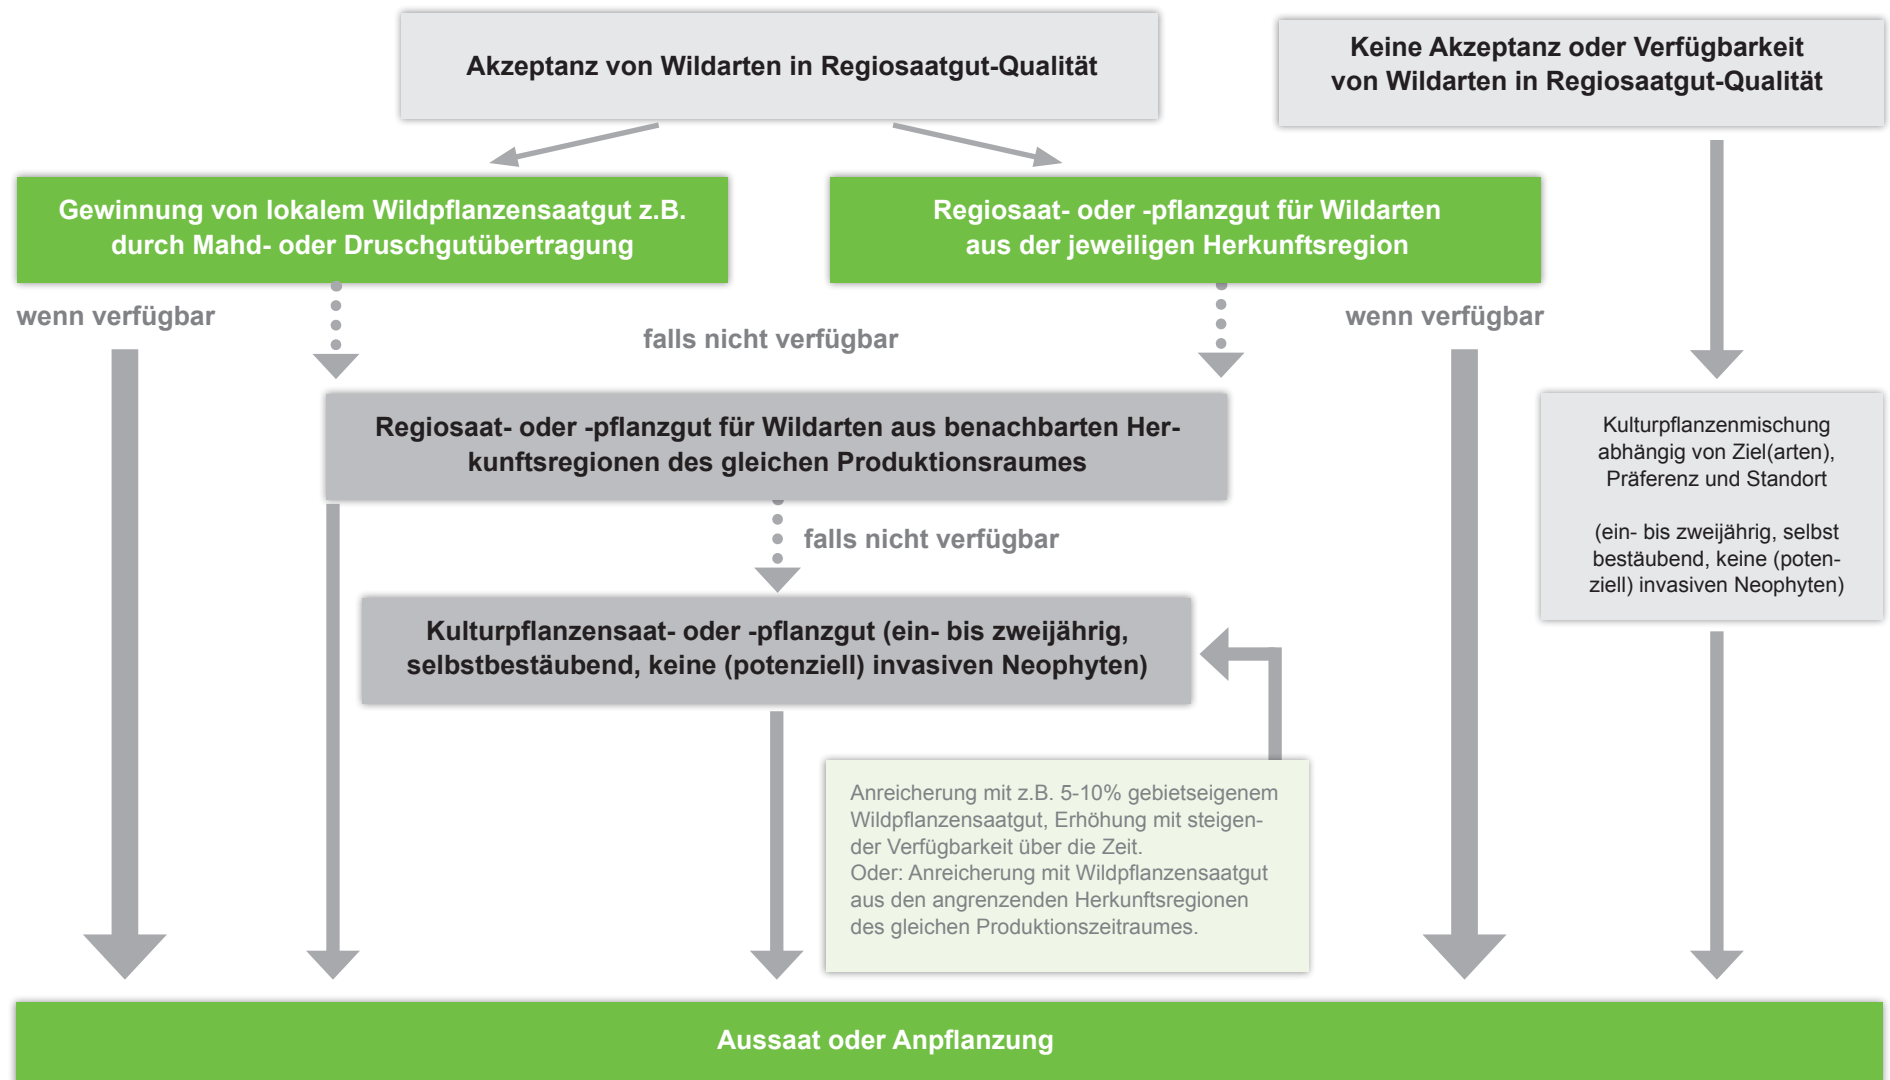 Akzeptanz von Wildarten in Regiosaatgut-Qualität
Keine Akzeptanz oder Verfügbarkeit
von Wildarten in Regiosaatgut-Qualität
Gewinnung von lokalem Wildpflanzensaatgut z.B.
durch Mahd- oder Druschgutübertragung
Regiosaat- oder -pflanzgut für Wildarten
aus der jeweiligen Herkunftsregion
wenn verfügbar
falls nicht verfügbar
wenn verfügbar
Regiosaat- oder -pflanzgut für Wildarten aus benachbarten Her-
kunftsregionen des gleichen Produktionsraumes
Kulturpflanzenmischung
abhängig von Ziel(arten),
Präferenz und Standort
(ein- bis zweijährig, selbst
bestäubend, keine (poten-
ziell) invasiven Neophyten)
falls nicht verfügbar
Kulturpflanzensaat- oder -pflanzgut (ein- bis zweijährig,
selbstbestäubend, keine (potenziell) invasiven Neophyten)
Anreicherung mit z.B. 5-10% gebietseigenem
Wildpflanzensaatgut, Erhöhung mit steigen-
der Verfügbarkeit über die Zeit.
Oder: Anreicherung mit Wildpflanzensaatgut
aus den angrenzenden Herkunftsregionen
des gleichen Produktionszeitraumes.
Aussaat oder Anpflanzung